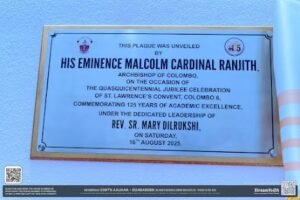 THIS PLAQUE WAS UNVEILED
BY
HIS EMINENCE MALCOLM CARDINAL RANJITH,
ARCHBISHOP OF COLOMBO,
ON THE OCCASION OF
THE QUASQUICENTENNIAL JUBILEE CELEBRATION
OF ST. LAWRENCE'S CONVENT, COLOMBO 6,
COMMEMORATING 125 YEARS OF ACADEMIC EXCELLENCE,
UNDER THE DEDICATED LEADERSHIP OF
REV. SR. MARY DILRUKSHI,
ON SATURDAY,
16TH AUGUST 2025.